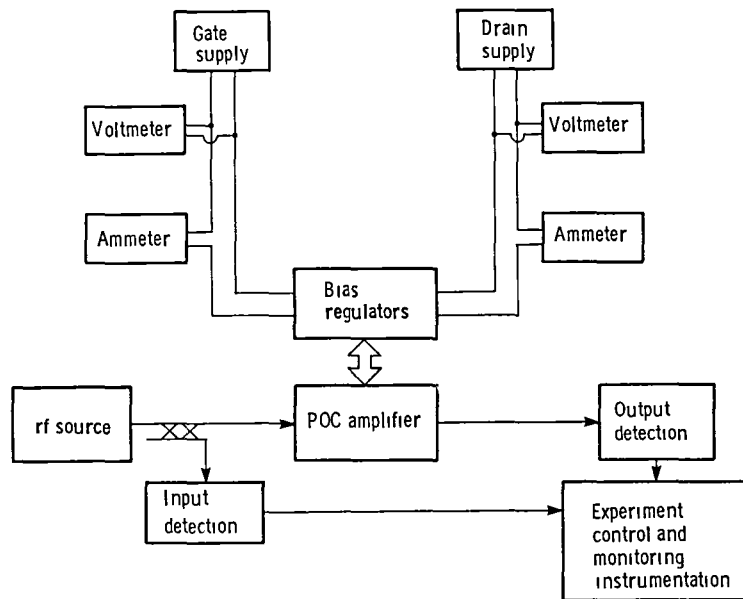 Gate
supply
Drain
supply
Voltmeter
Voltmeter
Ammeter
Ammeter
Bias
regulators
rf source
POC amplifier
Output
detection
Input
detection
Experiment
control and
monitoring
instrumentation